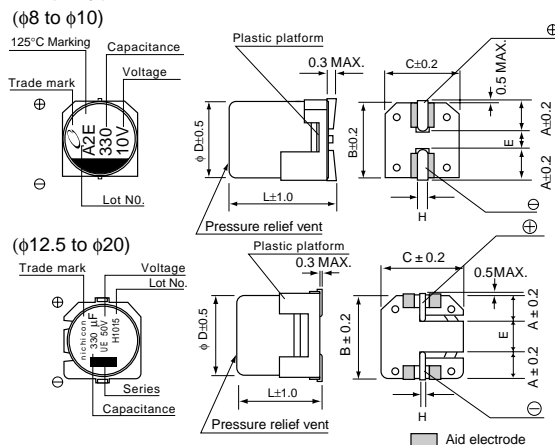 (φ8 to φ10)
125°C Marking
Capacitance
Trade mark
Voltage
A2E
330
10V
Lot N0.
Plastic platform
0.3 MAX.
φ D±0.5
L±1.0
Pressure relief vent
C±0.2
0.5 MAX.
B±0.2
A±0.2
E
A±0.2
H
⊕
⊖
⊕
⊖
(φ12.5 to φ20)
Trade mark
Voltage
Lot No.
nichicon
330 µF
UE 50V
H1015
Series
Capacitance
⊕
⊖
Plastic platform
0.3 MAX.
φ D±0.5
L±1.0
Pressure relief vent
C ± 0.2
0.5MAX.
B ± 0.2
A ± 0.2
E
A ± 0.2
H
⊕
⊖
Aid electrode